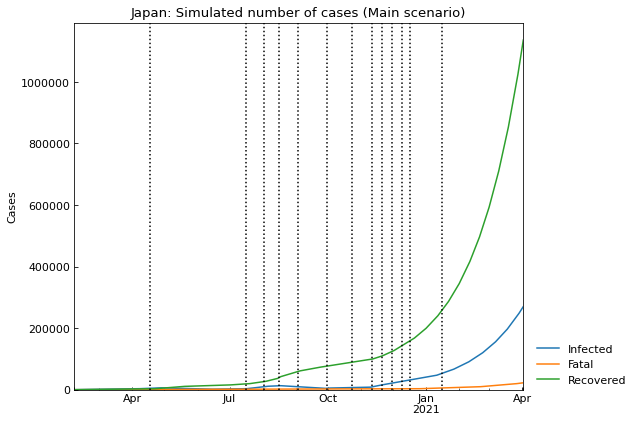 Japan: Simulated number of cases (Main scenario)
Cases
1000000
800000
600000
400000
200000
0
Apr
Jul
Oct
Jan
2021
Apr
Infected
Fatal
Recovered